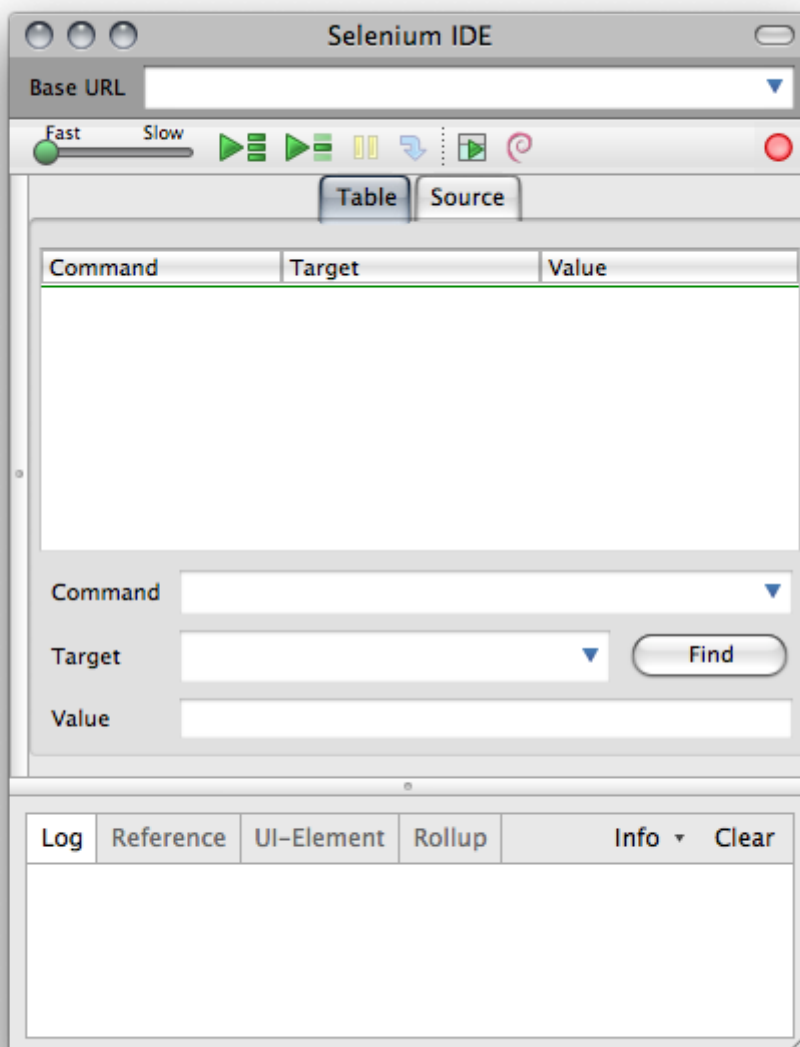 Selenium IDE
Base URL
Fast Slow
Table Source
Command Target Value
Command
Target Find
Value
Log Reference UI-Element Rollup Info Clear